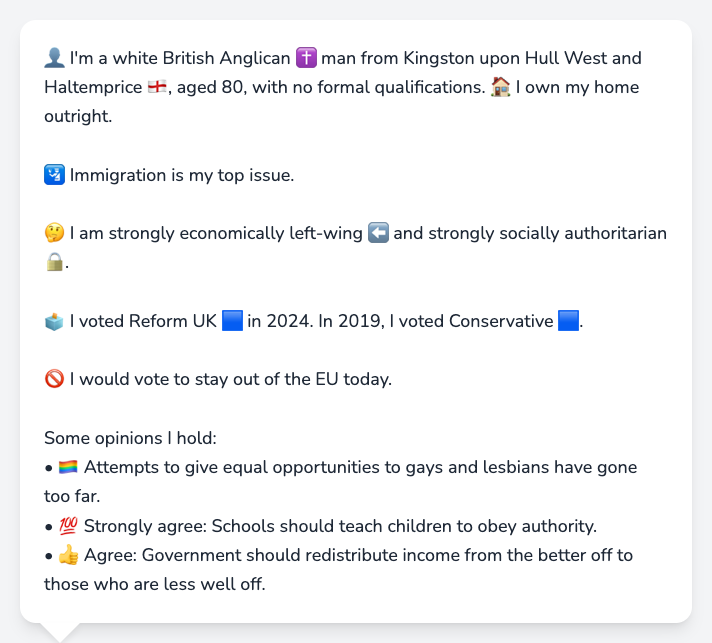 👤 I'm a white British Anglican ✝️ man from Kingston upon Hull West and
Haltemprice 🏴󠁧󠁢󠁥󠁮󠁧󠁿, aged 80, with no formal qualifications. 🏠 I own my home
outright.
🛂 Immigration is my top issue.
🤔 I am strongly economically left-wing ⬅️ and strongly socially authoritarian
🔒.
🗳️ I voted Reform UK 🟦 in 2024. In 2019, I voted Conservative 🟦.
🚫 I would vote to stay out of the EU today.
Some opinions I hold:
• 🏳️‍🌈 Attempts to give equal opportunities to gays and lesbians have gone
too far.
• 💯 Strongly agree: Schools should teach children to obey authority.
• 👍 Agree: Government should redistribute income from the better off to
those who are less well off.